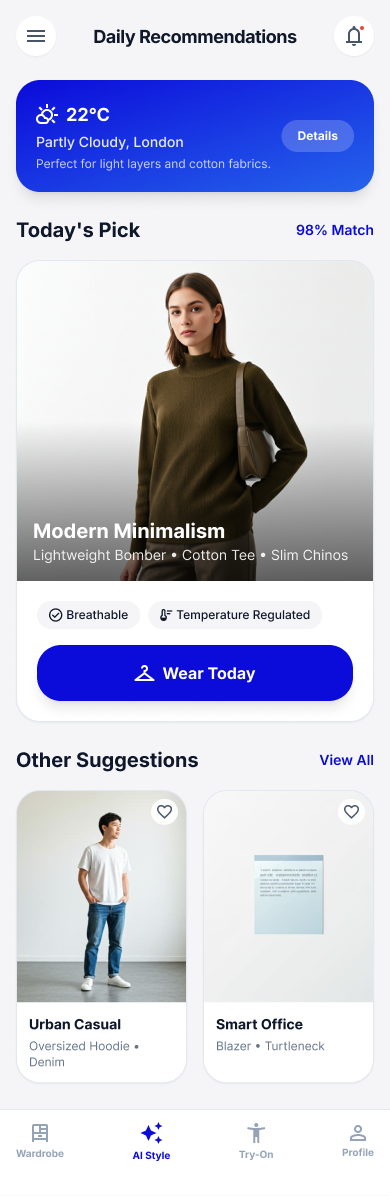 Daily Recommendations
22°C
Partly Cloudy, London
Perfect for light layers and cotton fabrics.
Details
Today's Pick
98% Match
Modern Minimalism
Lightweight Bomber • Cotton Tee • Slim Chinos
Breathable
Temperature Regulated
Wear Today
Other Suggestions
View All
Urban Casual
Oversized Hoodie •
Denim
Smart Office
Blazer • Turtleneck
Wardrobe
AI Style
Try-On
Profile